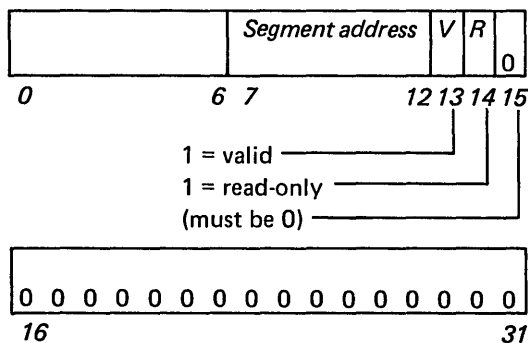 Segment address V R
0
0 6 7 12 13 14 15
1 = valid
1 = read-only
(must be 0)
0 0 0 0 0 0 0 0 0 0 0 0 0 0 0 0
16 31